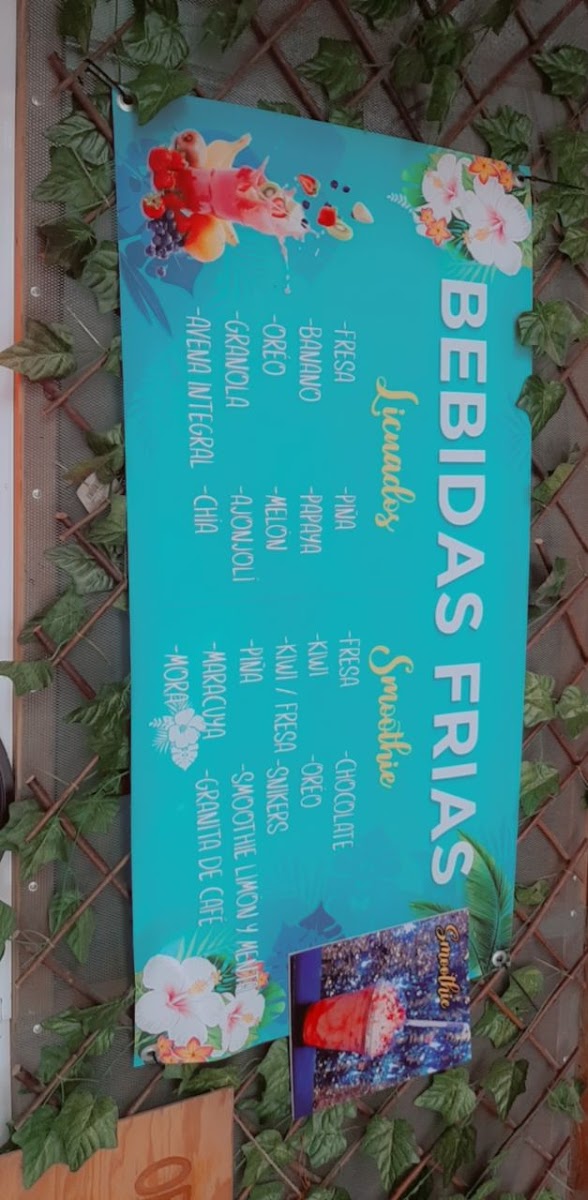 BEBIDAS FRIAS
Licuados
-FRESA
-BANANO
-OREO
-GRANOLA
-AVENA INTEGRAL
-PIÑA
-PAPAYA
-MELÓN
-AJONJOLÍ
-CHÍA
Smoothie
-FRESA
-KIWI
-KIWI / FRESA
-PIÑA
-MARACUYA
-MORA
-CHOCOLATE
-OREO
-SNIKERS
-SMOOTHIE LIMON Y MENTA
-GRANITA DE CAFÉ
Smoothie